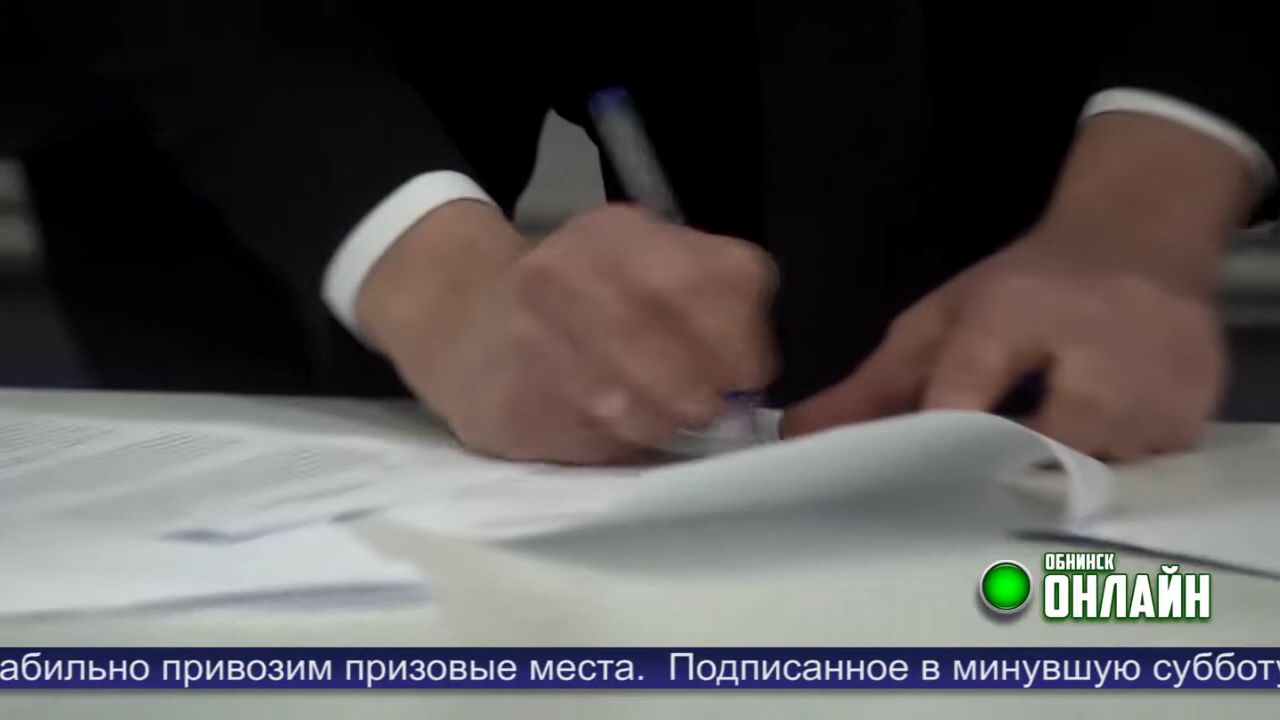 ОБНИНСК
ОНЛАЙН
абильно привозим призовые места. Подписанное в минувшую субботу